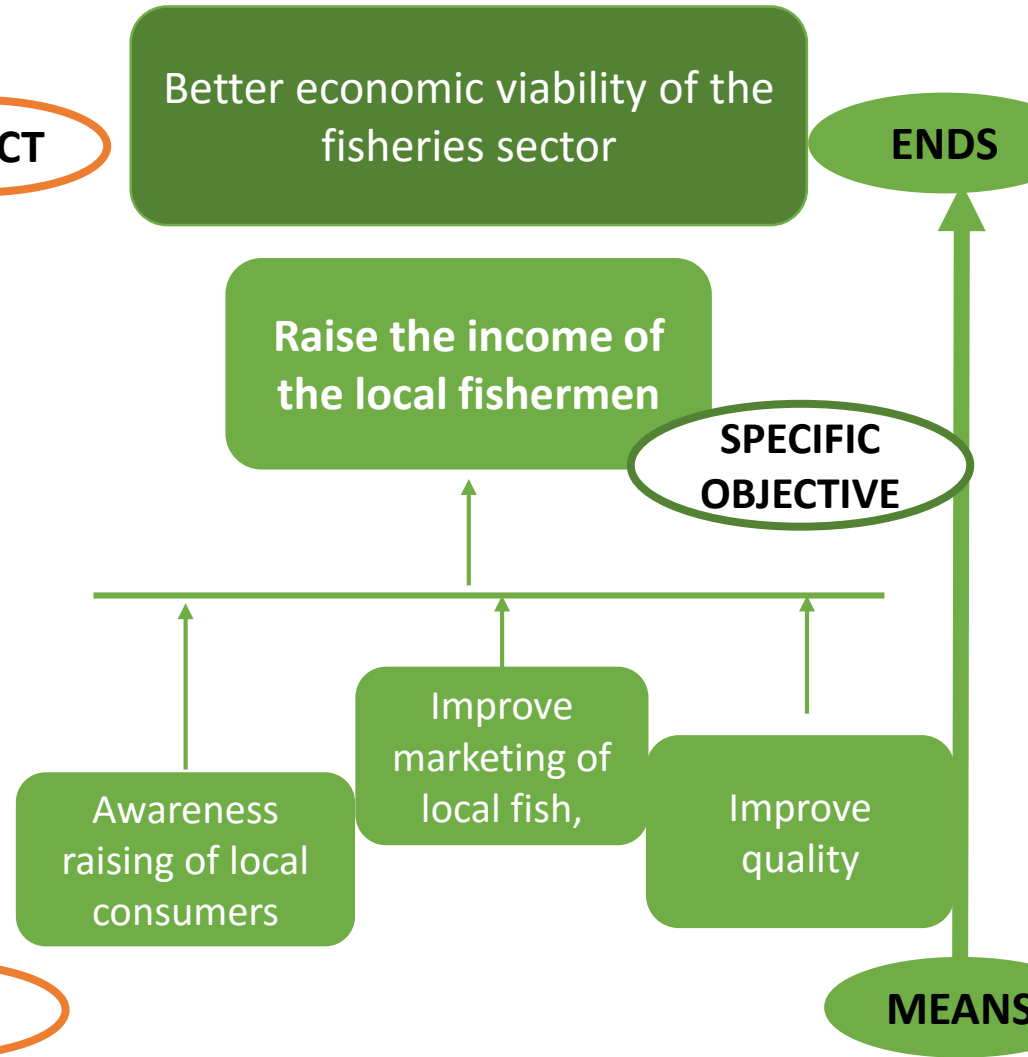 Better economic viability of the
fisheries sector
CT
ENDS
Raise the income of
the local fishermen
SPECIFIC
OBJECTIVE
Improve
marketing of
local fish,
Awareness
raising of local
consumers
Improve
quality
MEANS